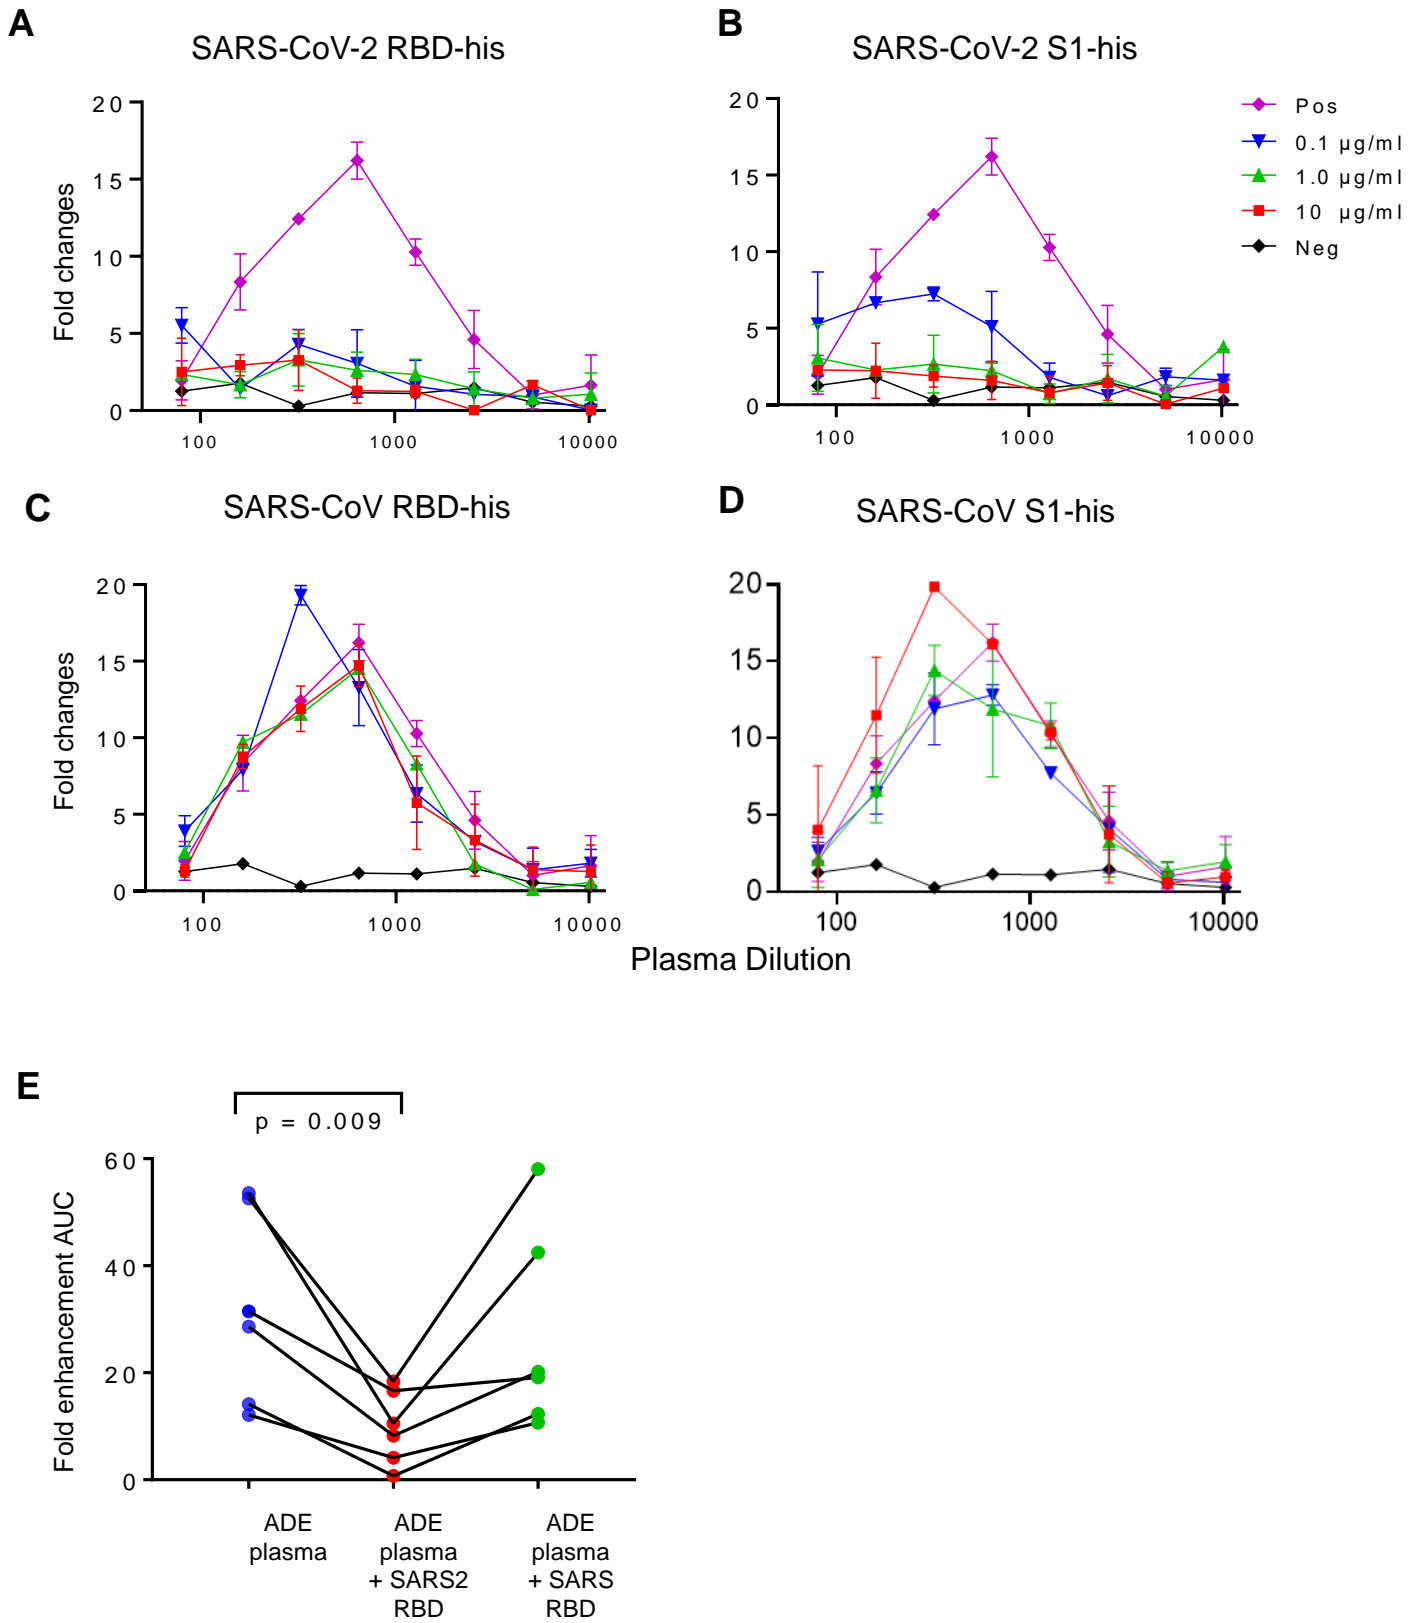 A
SARS-CoV-2 RBD-his
Fold changes
20
15
10
5
0
100
1000
10000
B
SARS-CoV-2 S1-his
20
15
10
5
0
100
1000
10000
Pos
0.1 µg/ml
1.0 µg/ml
10 µg/ml
Neg
C
SARS-CoV RBD-his
Fold changes
20
15
10
5
0
100
1000
10000
D
SARS-CoV S1-his
20
15
10
5
0
100
1000
10000
Plasma Dilution
E
p = 0.009
Fold enhancement AUC
60
40
20
0
ADE
plasma
ADE
plasma
+ SARS2
RBD
ADE
plasma
+ SARS
RBD